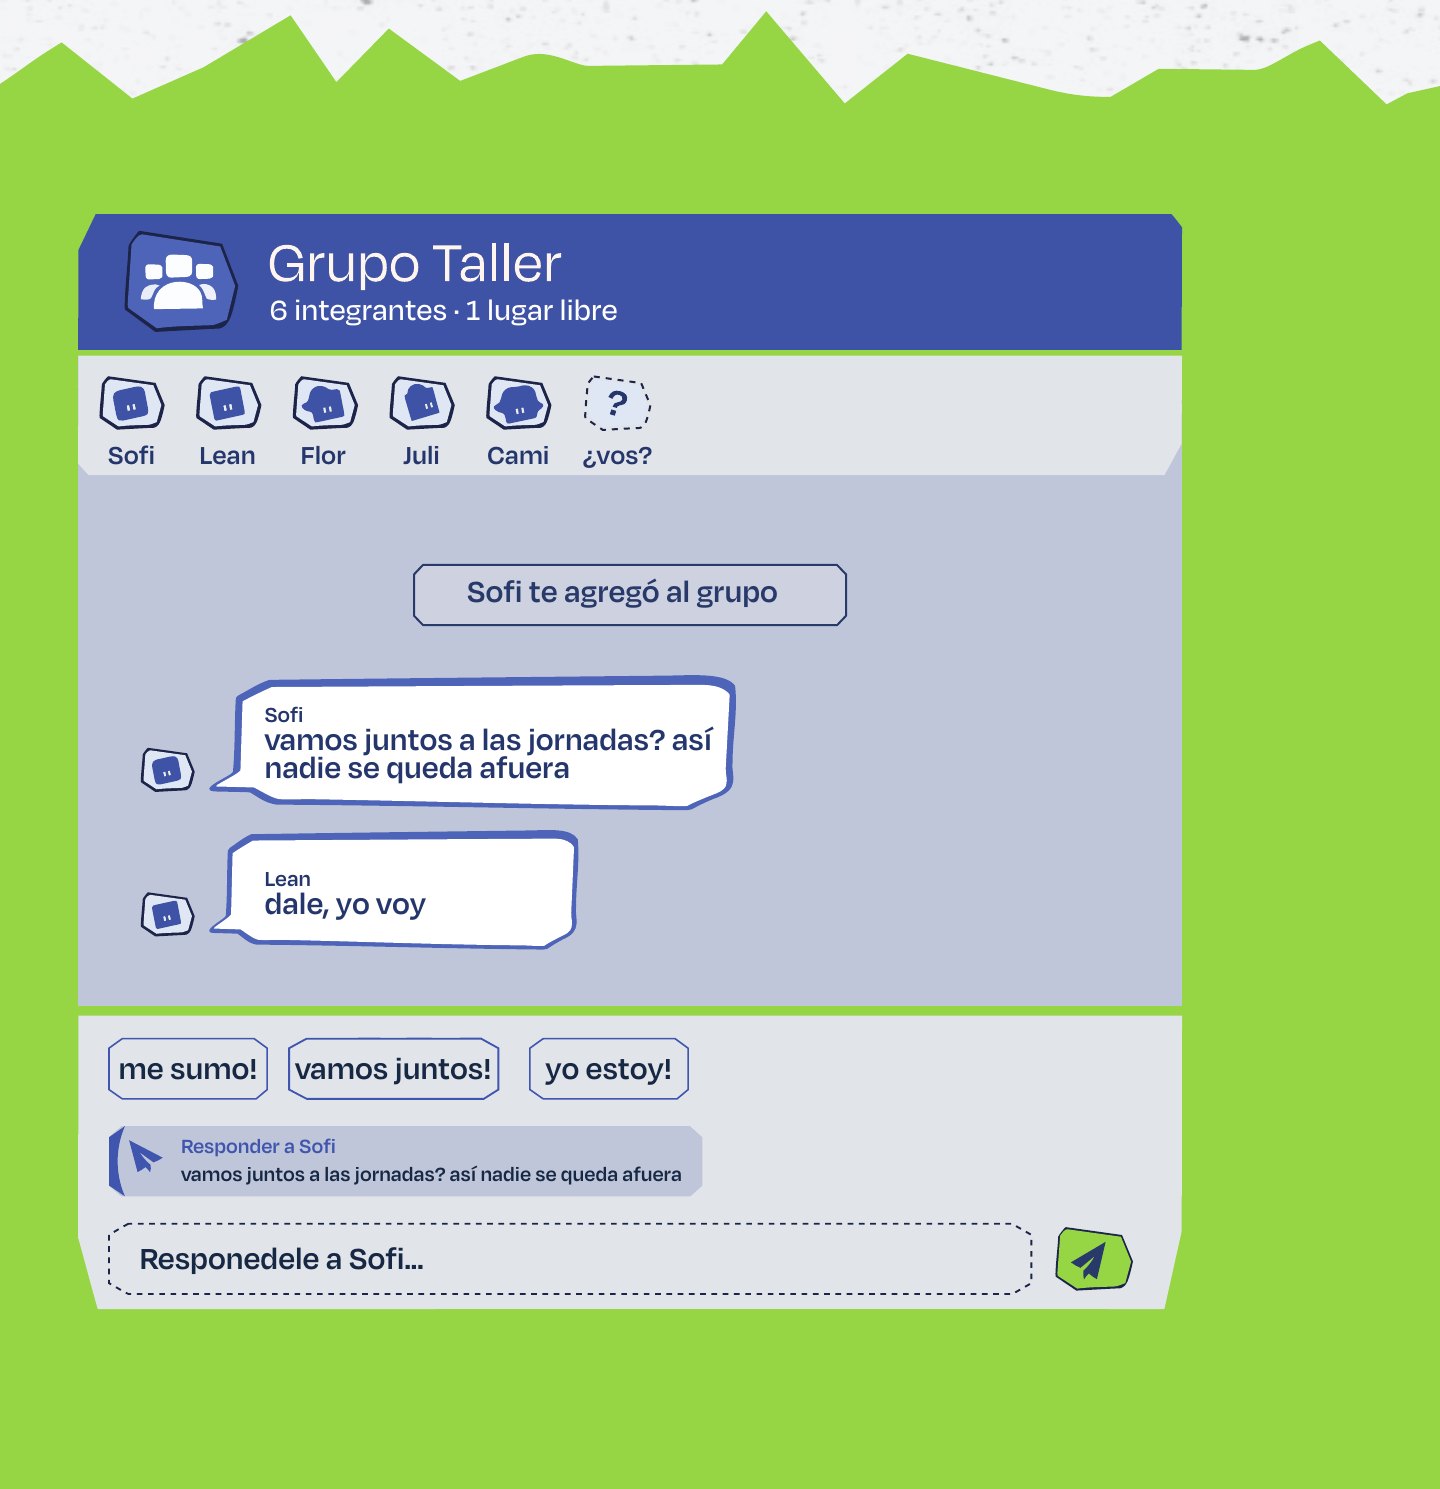 Grupo Taller
6 integrantes · 1 lugar libre
?
Sofi Lean Flor Juli Cami ¿vos?
Sofi te agregó al grupo
Sofi
vamos juntos a las jornadas? así
nadie se queda afuera
Lean
dale, yo voy
me sumo! vamos juntos! yo estoy!
Responder a Sofi
vamos juntos a las jornadas? así nadie se queda afuera
Responedele a Sofi...